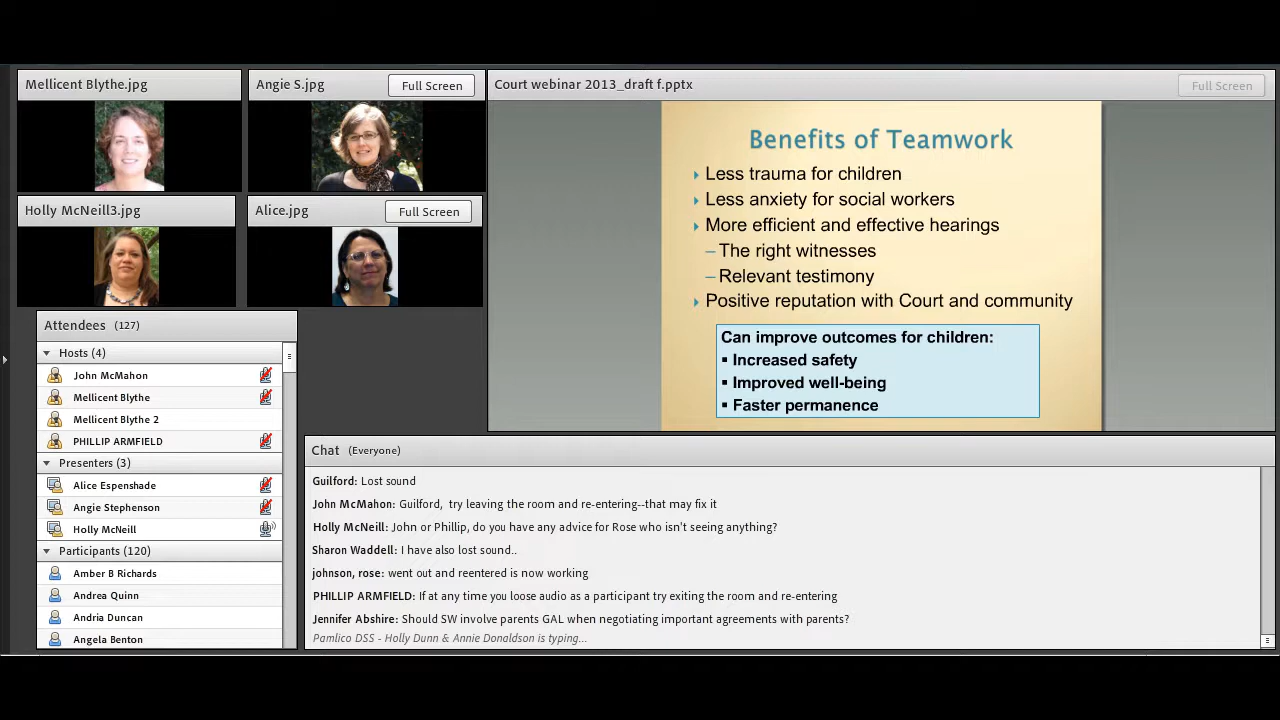 Mellicent Blythe.jpg
Angie S.jpg
Full Screen
Holly McNeill3.jpg
Alice.jpg
Full Screen
Attendees (127)
Hosts (4)
John McMahon
Mellicent Blythe
Mellicent Blythe 2
PHILLIP ARMFIELD
Presenters (3)
Alice Espenshade
Angie Stephenson
Holly McNeill
Participants (120)
Amber B Richards
Andrea Quinn
Andria Duncan
Angela Benton
Court webinar 2013_draft f.pptx
Full Screen
Benefits of Teamwork
Less trauma for children
Less anxiety for social workers
More efficient and effective hearings
– The right witnesses
– Relevant testimony
Positive reputation with Court and community
Can improve outcomes for children:
▪ Increased safety
▪ Improved well-being
▪ Faster permanence
Chat (Everyone)
Guilford: Lost sound
John McMahon: Guilford, try leaving the room and re-entering--that may fix it
Holly McNeill: John or Phillip, do you have any advice for Rose who isn't seeing anything?
Sharon Waddell: I have also lost sound..
johnson, rose: went out and reentered is now working
PHILLIP ARMFIELD: If at any time you loose audio as a participant try exiting the room and re-entering
Jennifer Abshire: Should SW involve parents GAL when negotiating important agreements with parents?
Pamlico DSS - Holly Dunn & Annie Donaldson is typing...